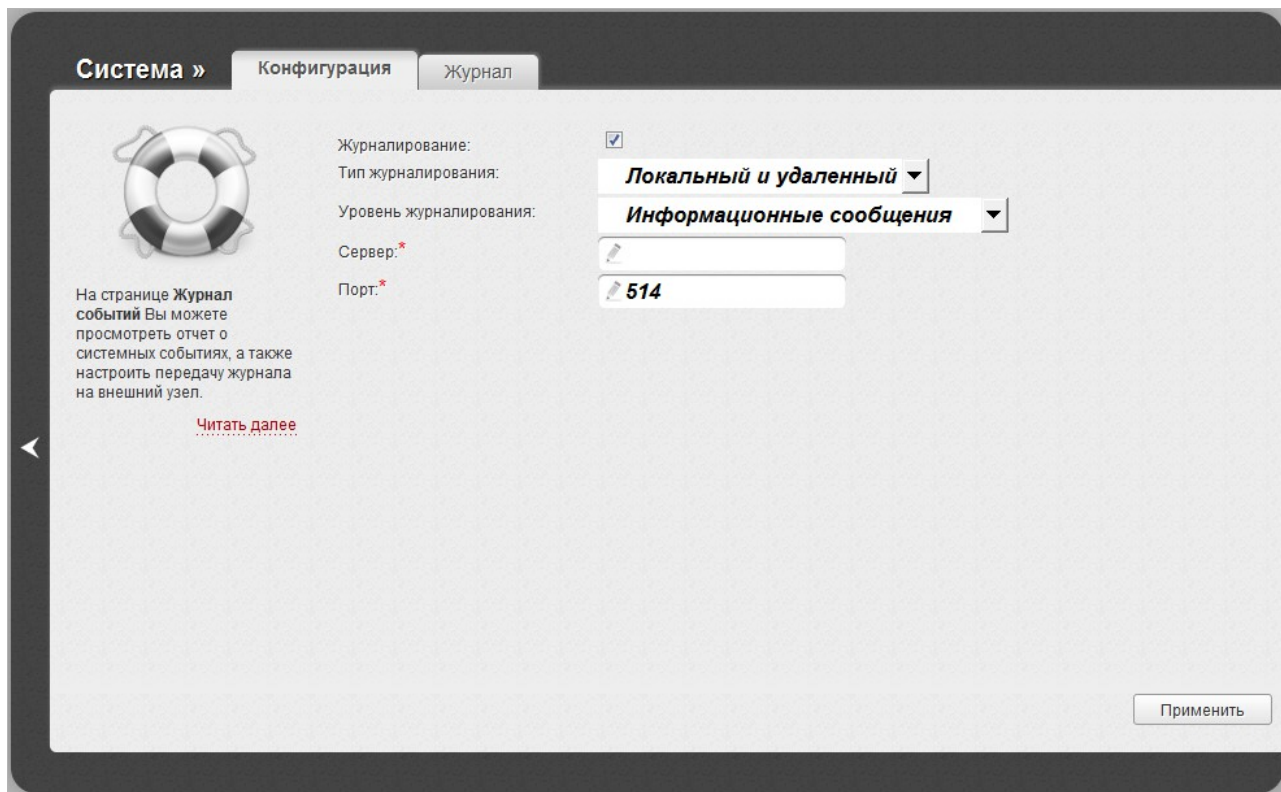 Система »
Конфигурация
Журнал
На странице Журнал
событий Вы можете
просмотреть отчет о
системных событиях, а также
настроить передачу журнала
на внешний узел.
Читать далее
Журналирование:
Тип журналирования: Локальный и удаленный
Уровень журналирования: Информационные сообщения
Сервер:*
Порт:* 514
Применить